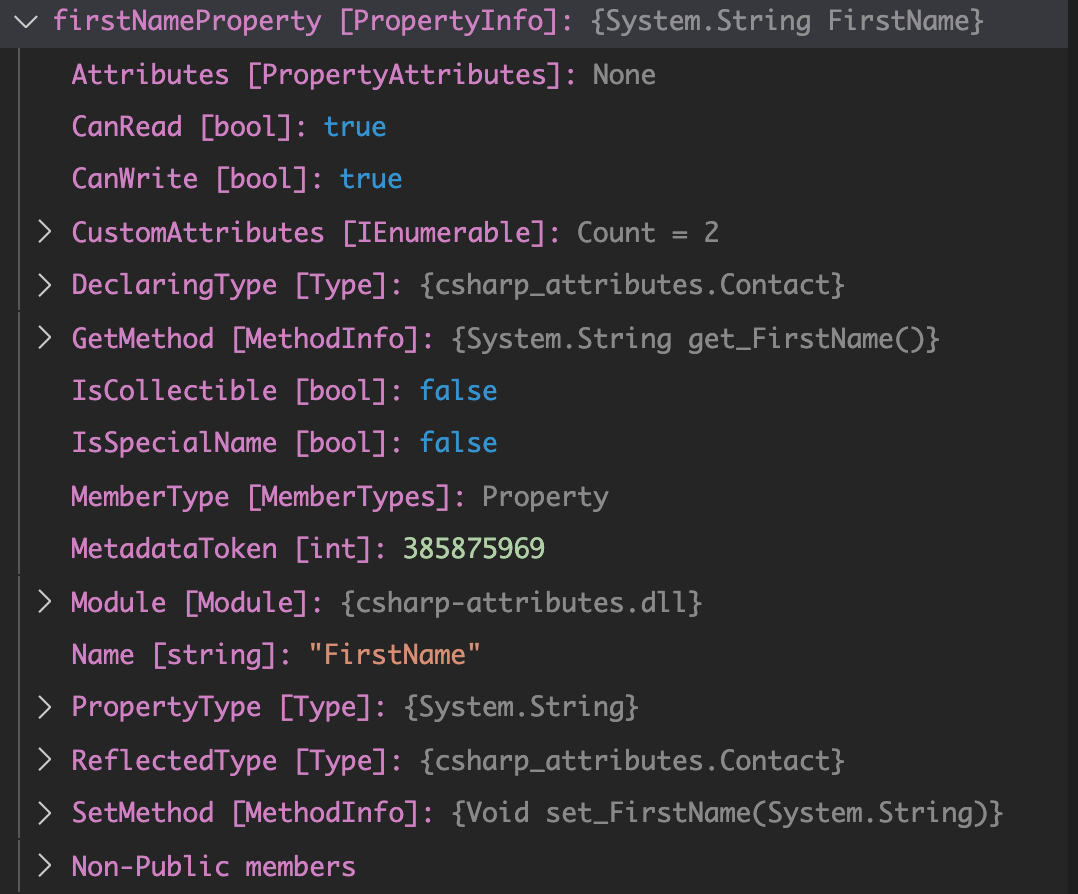 firstNameProperty [PropertyInfo]: {System.String FirstName}
Attributes [PropertyAttributes]: None
CanRead [bool]: true
CanWrite [bool]: true
CustomAttributes [IEnumerable]: Count = 2
DeclaringType [Type]: {csharp_attributes.Contact}
GetMethod [MethodInfo]: {System.String get_FirstName()}
IsCollectible [bool]: false
IsSpecialName [bool]: false
MemberType [MemberTypes]: Property
MetadataToken [int]: 385875969
Module [Module]: {csharp-attributes.dll}
Name [string]: "FirstName"
PropertyType [Type]: {System.String}
ReflectedType [Type]: {csharp_attributes.Contact}
SetMethod [MethodInfo]: {Void set_FirstName(System.String)}
Non-Public members